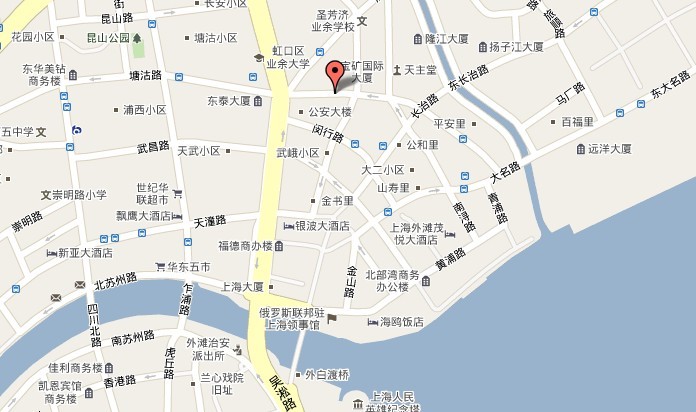 街
长安小区
圣芳济
业余学校
旅顺路
花园小区
昆山公园
塘沽小区
隆江大厦
扬子江大厦
虹口区
业余大学
宝矿国际
大厦
天主堂
东华美钻
商务楼
塘沽路
东长治路
马厂路
东大名路
东泰大厦
浦西小区
公安大楼
长治路
五中学
闵行路
平安里
百福里
武昌路
天武小区
武峨小区
公和里
远洋大厦
大二小区
大名路
崇明路小学
世纪华
联超市
金书里
山寿里
青浦路
南浔路
崇明路
飘鹰大酒店
天潼路
银波大酒店
上海外滩茂
悦大酒店
新亚大酒店
福德商办楼
黄浦路
华东五市
北苏州路
乍浦路
上海大厦
金山路
北部湾商务
办公楼
四川北路
俄罗斯联邦驻
上海领事馆
海鸥饭店
南苏州路
虎丘路
外滩治安
派出所
佳利商务楼
凯恩宾馆
商务楼
香港路
兰心戏院
旧址
吴淞路
外白渡桥
上海人民
英雄纪念塔